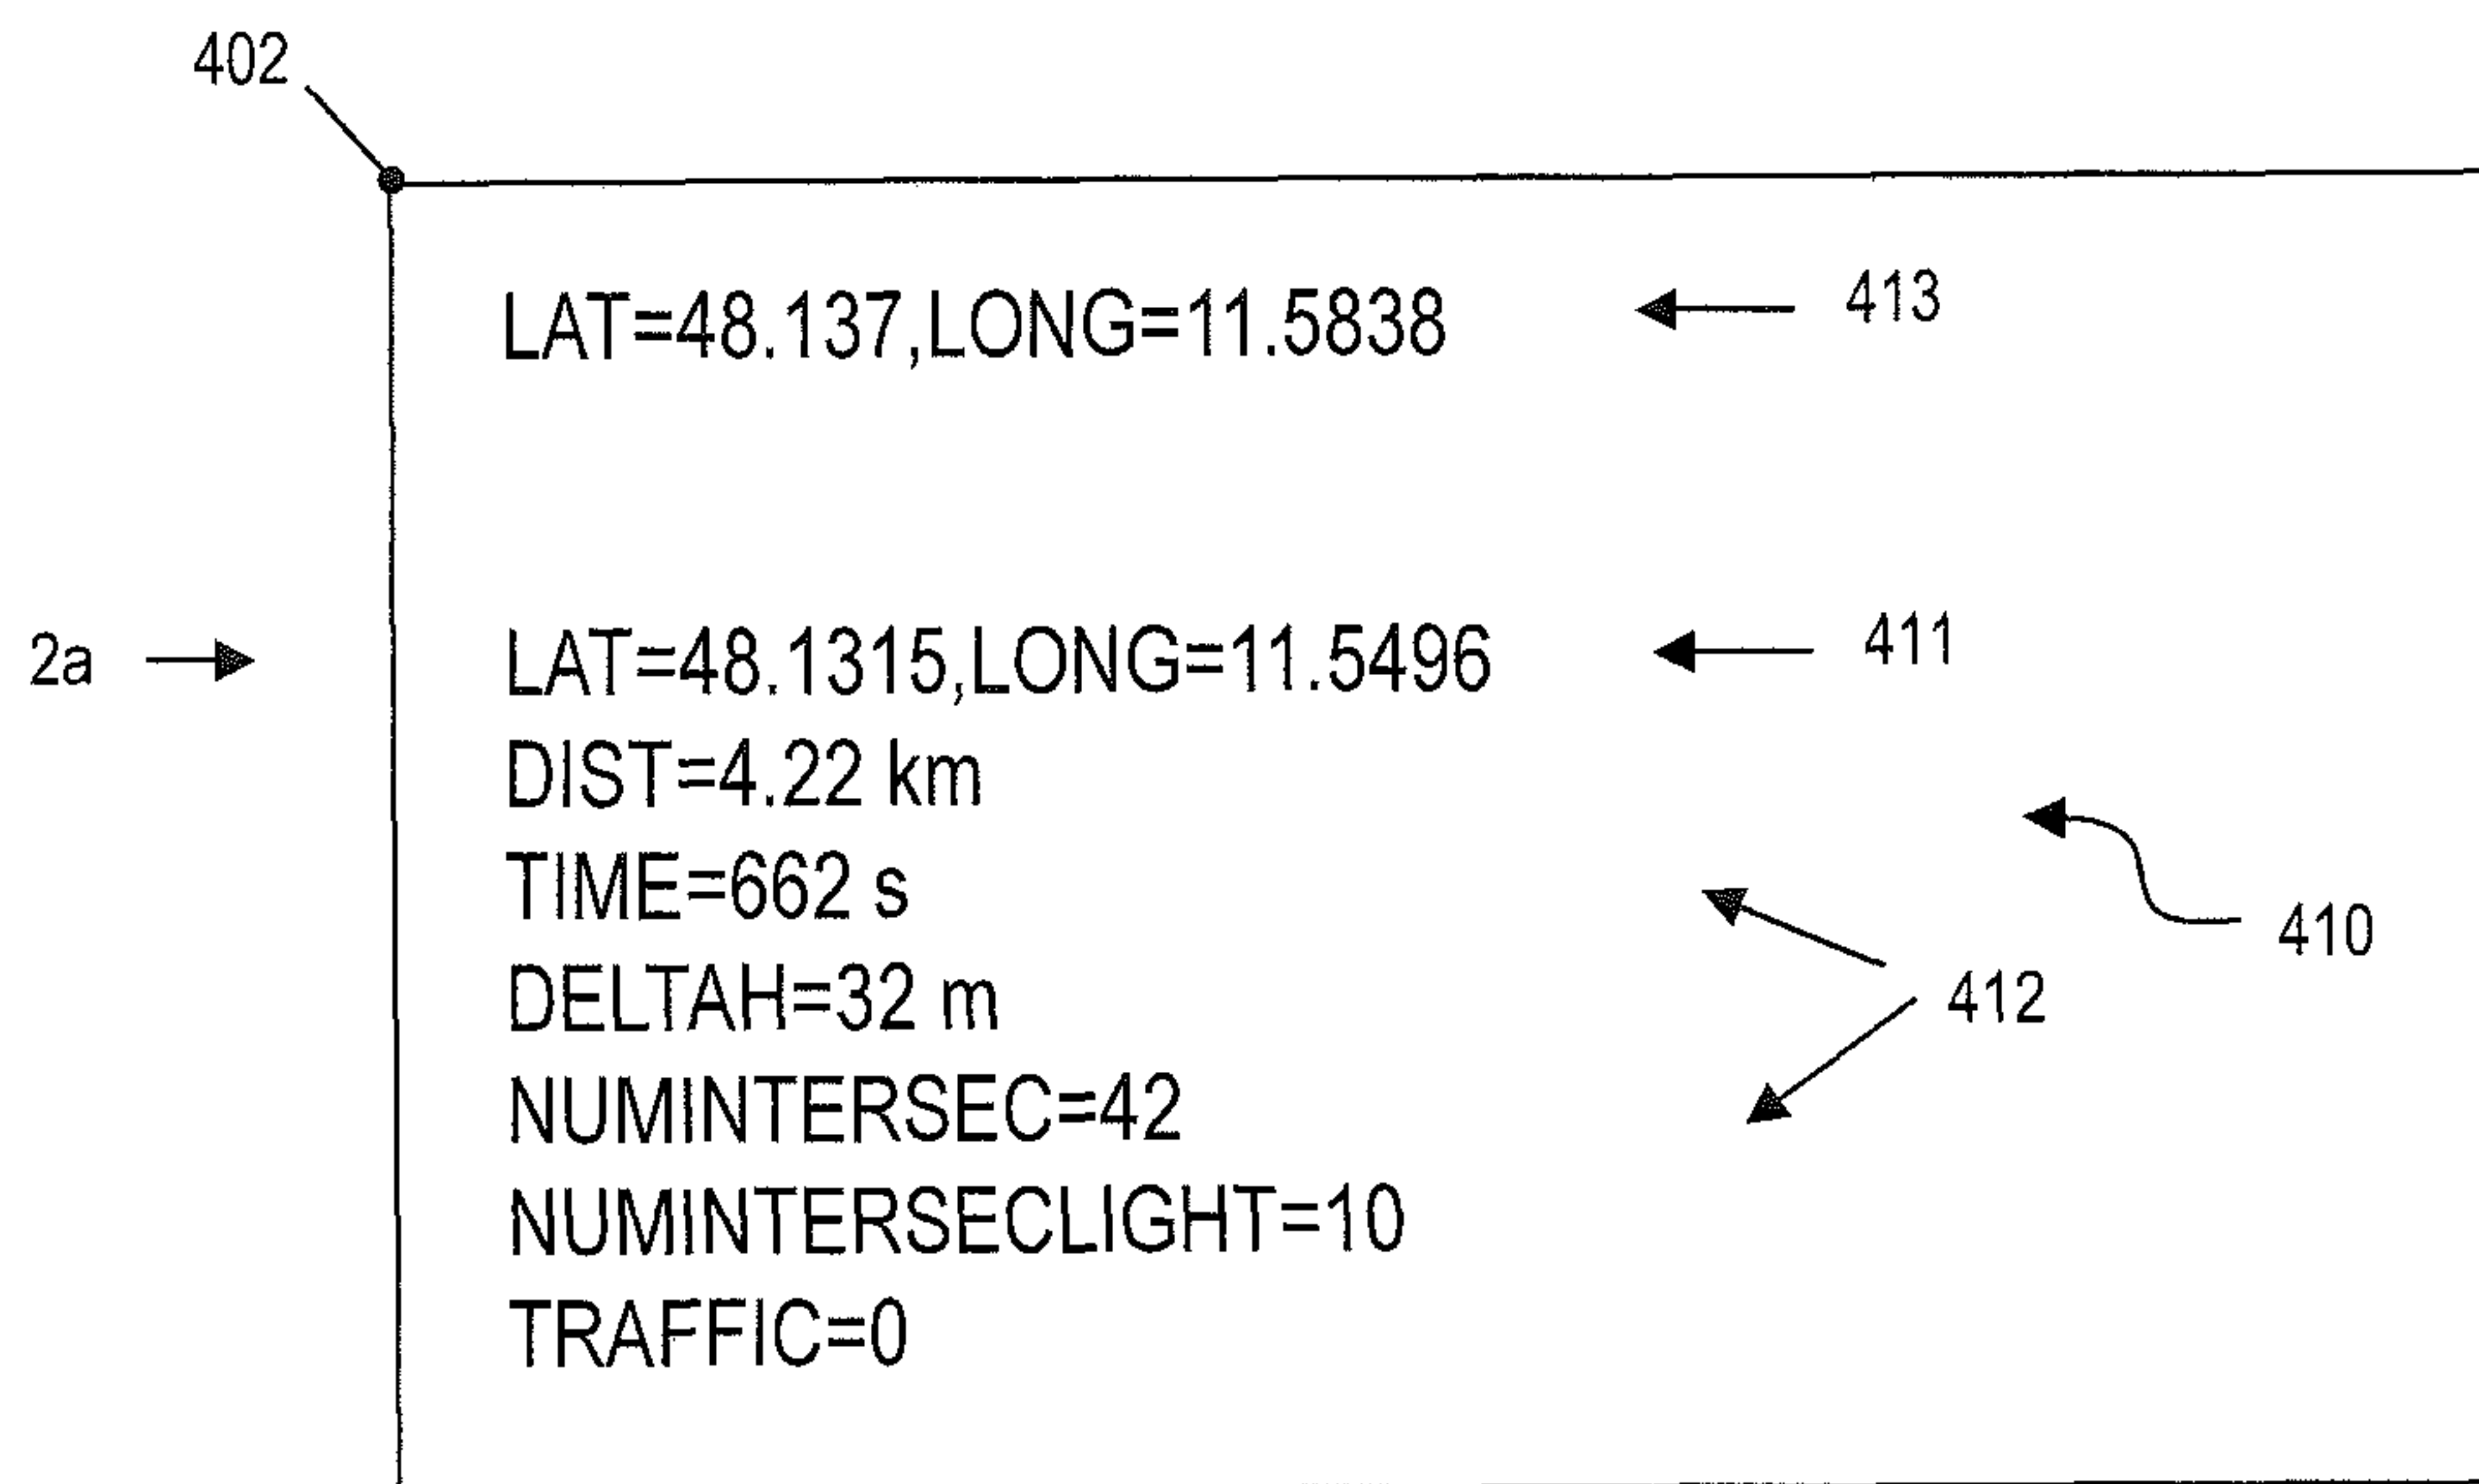 402
LAT=48.137,LONG=11.5838
413
2a
LAT=48.1315,LONG=11.5496
411
DIST=4.22 km
TIME=662 s
410
DELTAH=32 m
412
NUMINTERSEC=42
NUMINTERSECLIGHT=10
TRAFFIC=0